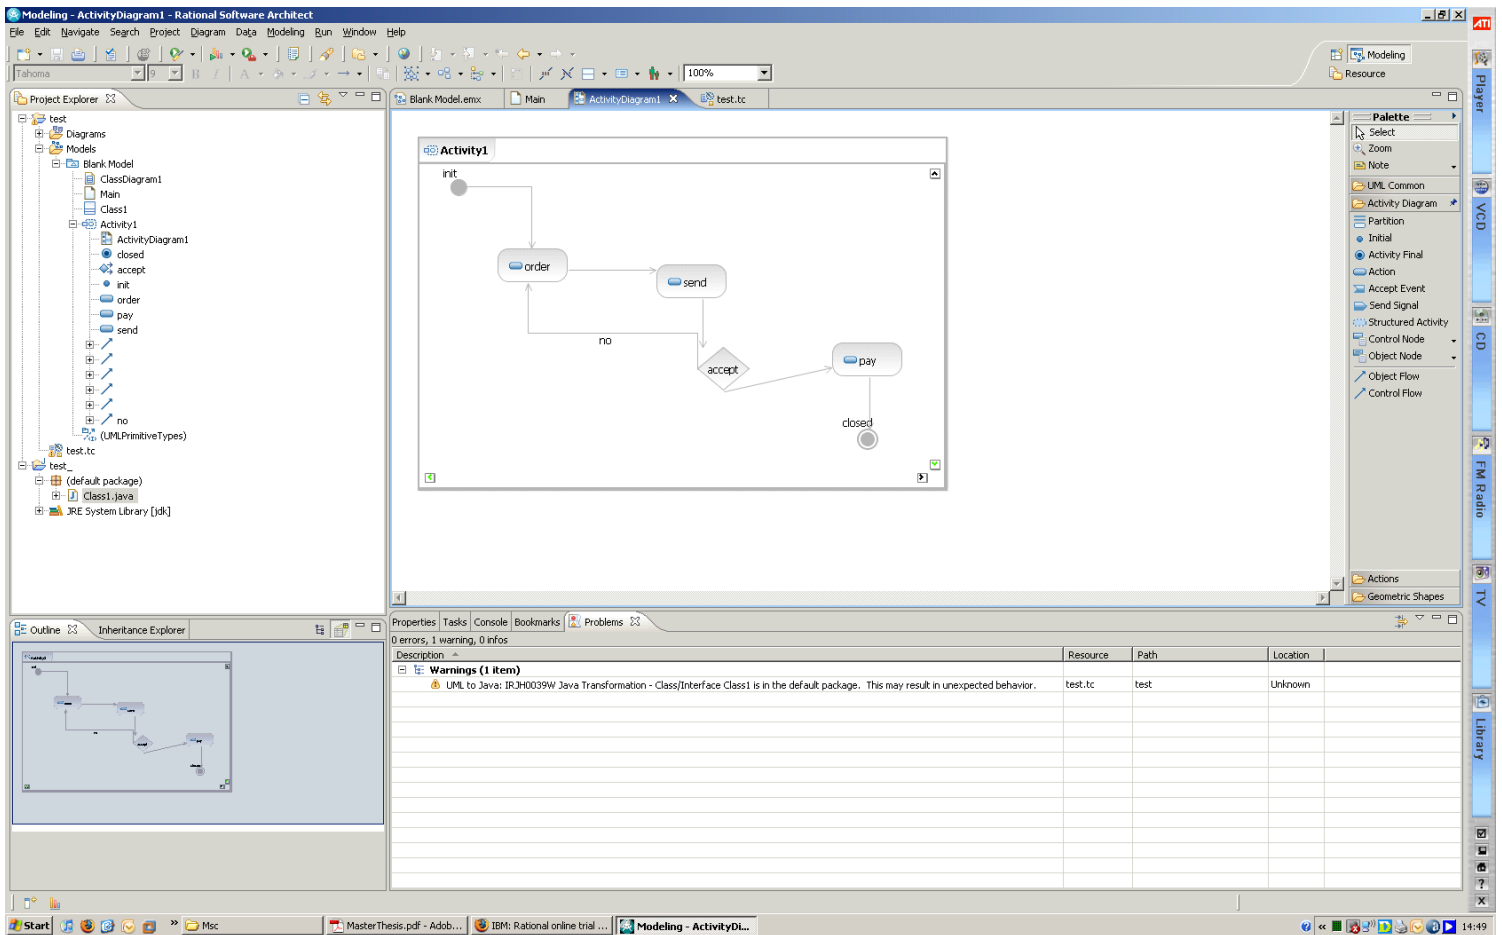 Modeling - ActivityDiagram1 - Rational Software Architect
File Edit Navigate Search Project Diagram Data Modeling Run Window Help
Tahoma 9 B I A 100%
Modeling
Resource
Project Explorer
test
Diagrams
Models
Blank Model
ClassDiagram1
Main
Class1
Activity1
ActivityDiagram1
closed
accept
init
order
pay
send
no
(UMLPrimitiveTypes)
test.tc
test_
(default package)
Class1.java
JRE System Library [jdk]
Blank Model.emx Main ActivityDiagram1 test.tc
Activity1
init
order
send
no
accept
pay
closed
Palette
Select
Zoom
Note
UML Common
Activity Diagram
Partition
Initial
Activity Final
Action
Accept Event
Send Signal
Structured Activity
Control Node
Object Node
Object Flow
Control Flow
Actions
Geometric Shapes
Outline Inheritance Explorer
Properties Tasks Console Bookmarks Problems
0 errors, 1 warning, 0 infos
Description Resource Path Location
Warnings (1 item)
UML to Java: IRJH0039W Java Transformation - Class/Interface Class1 is in the default package. This may result in unexpected behavior. test.tc test Unknown
ATI
Player
VCD
CD
FM Radio
TV
Library
Start Msc MasterThesis.pdf - Adob... IBM: Rational online trial ... Modeling - ActivityDi... 14:49